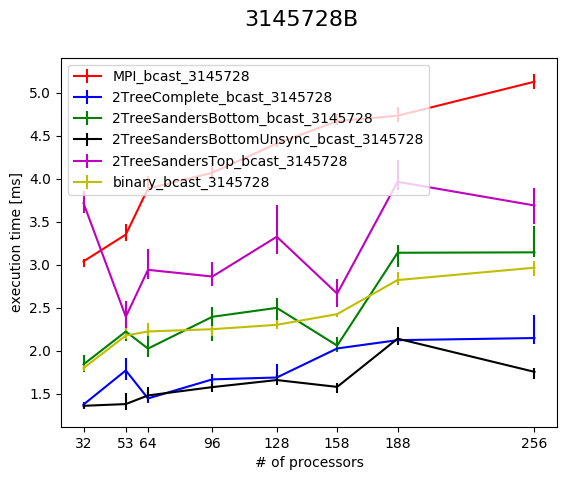 3145728B
MPI_bcast_3145728
2TreeComplete_bcast_3145728
2TreeSandersBottom_bcast_3145728
2TreeSandersBottomUnsync_bcast_3145728
2TreeSandersTop_bcast_3145728
binary_bcast_3145728
execution time [ms]
5.0
4.5
4.0
3.5
3.0
2.5
2.0
1.5
32 53 64 96 128 158 188 256
# of processors